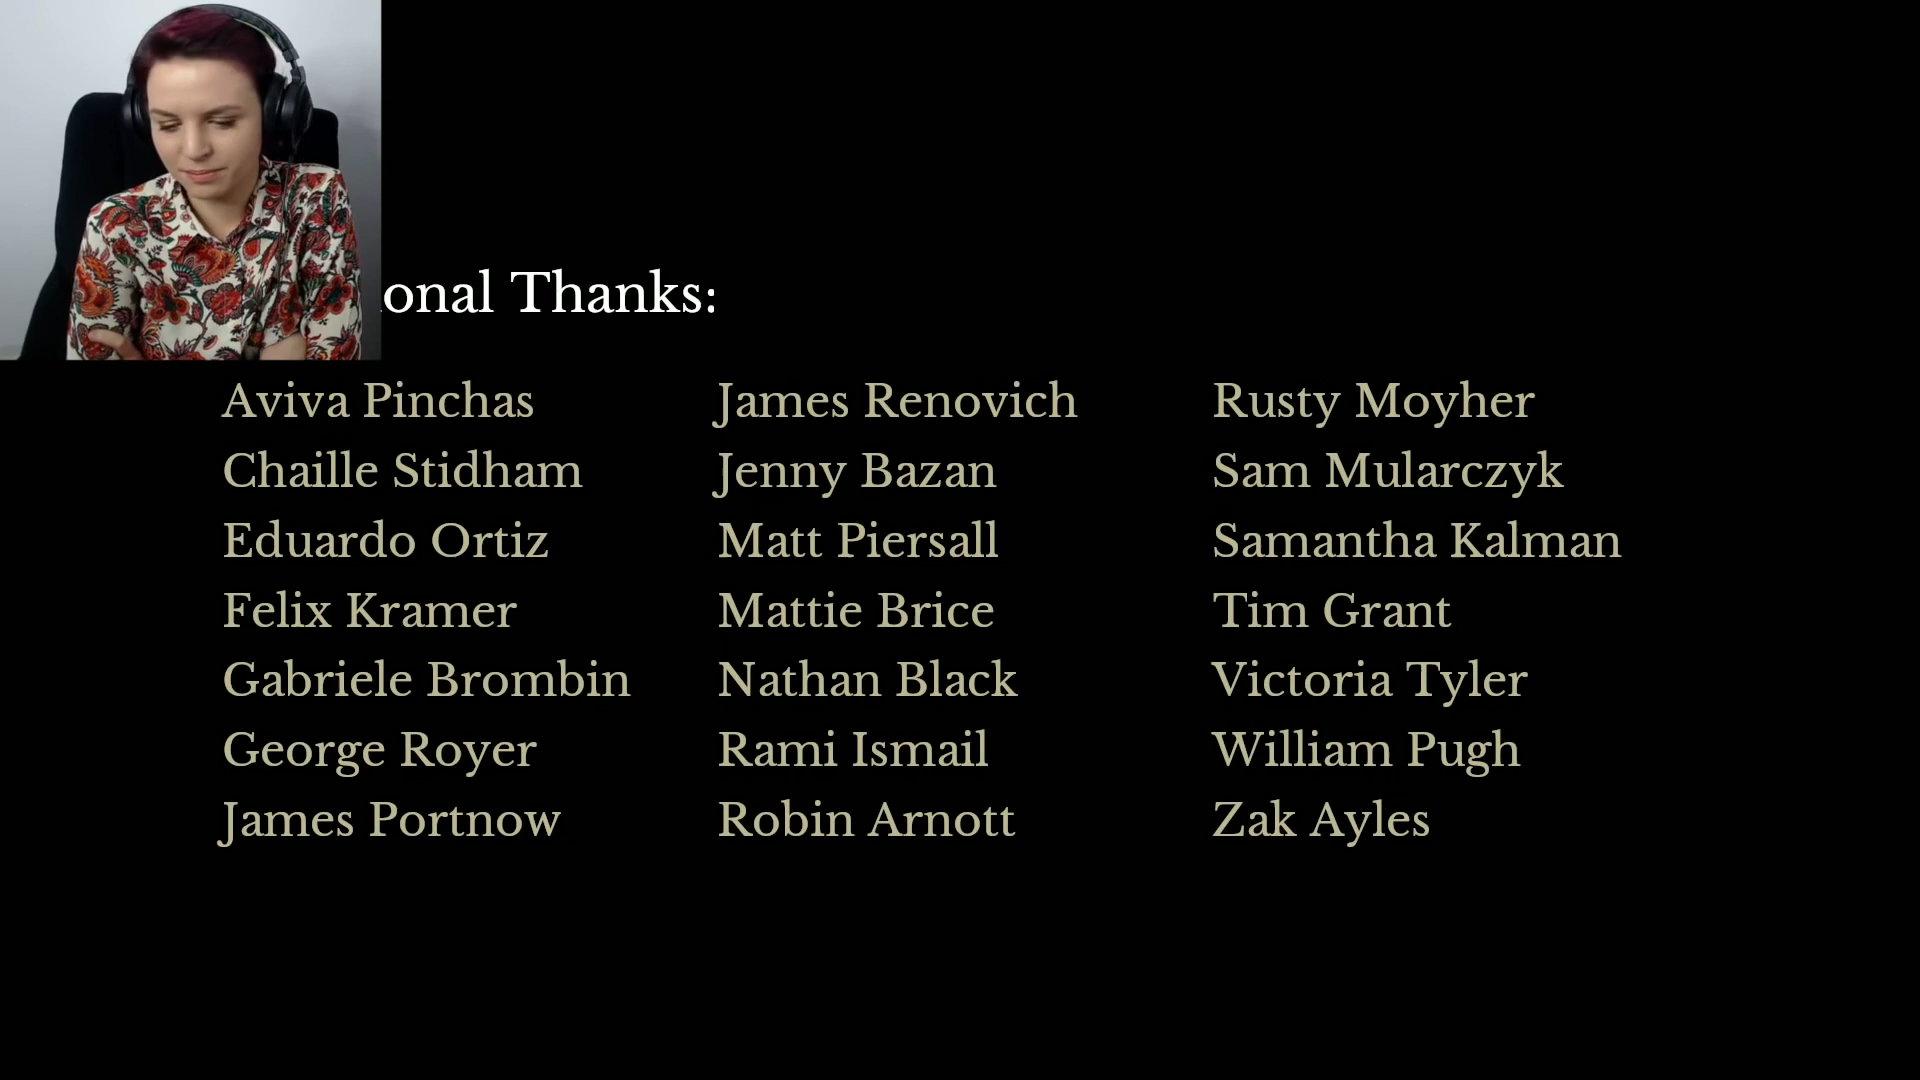 onal Thanks:
Aviva Pinchas James Renovich Rusty Moyher
Chaille Stidham Jenny Bazan Sam Mularczyk
Eduardo Ortiz Matt Piersall Samantha Kalman
Felix Kramer Mattie Brice Tim Grant
Gabriele Brombin Nathan Black Victoria Tyler
George Royer Rami Ismail William Pugh
James Portnow Robin Arnott Zak Ayles